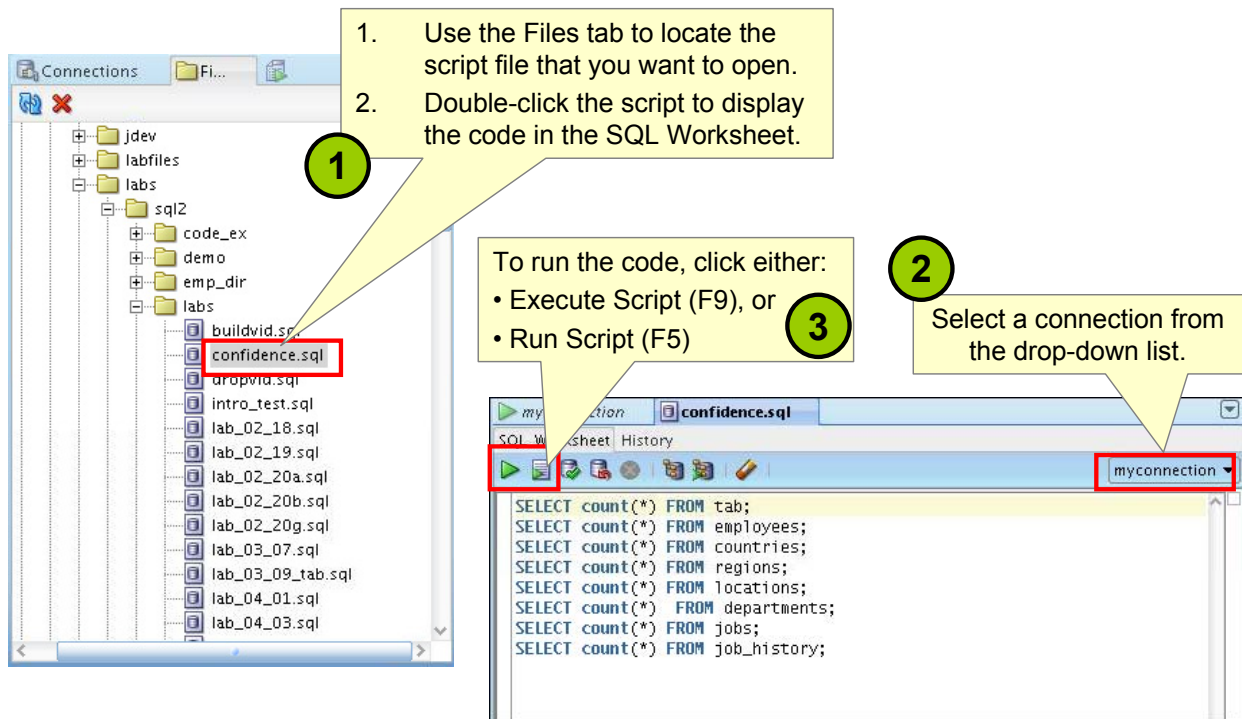 1. Use the Files tab to locate the
script file that you want to open.
2. Double-click the script to display
the code in the SQL Worksheet.
1
Connections Fi...
jdev
labfiles
labs
sql2
code_ex
demo
emp_dir
labs
buildvid.sql
confidence.sql
dropvid.sql
intro_test.sql
lab_02_18.sql
lab_02_19.sql
lab_02_20a.sql
lab_02_20b.sql
lab_02_20g.sql
lab_03_07.sql
lab_03_09_tab.sql
lab_04_01.sql
lab_04_03.sql
To run the code, click either:
• Execute Script (F9), or
• Run Script (F5)
3
2
Select a connection from
the drop-down list.
confidence.sql
SQL Worksheet History
myconnection
SELECT count(*) FROM tab;
SELECT count(*) FROM employees;
SELECT count(*) FROM countries;
SELECT count(*) FROM regions;
SELECT count(*) FROM locations;
SELECT count(*) FROM departments;
SELECT count(*) FROM jobs;
SELECT count(*) FROM job_history;